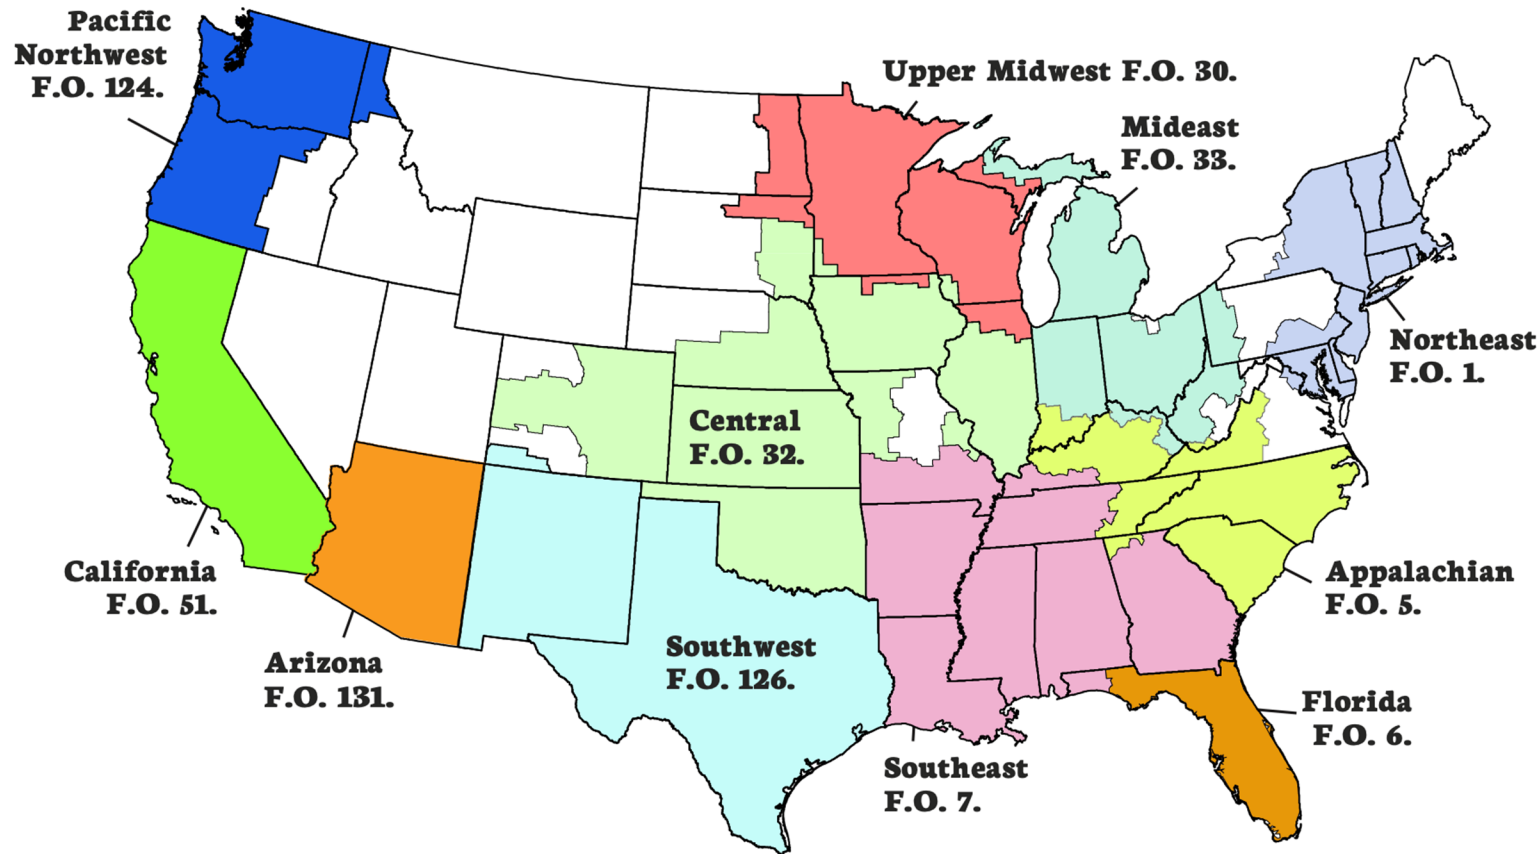 Pacific
Northwest
F.O. 124.
Upper Midwest F.O. 30.
Mideast
F.O. 33.
Northeast
F.O. 1.
Central
F.O. 32.
California
F.O. 51.
Appalachian
F.O. 5.
Arizona
F.O. 131.
Southwest
F.O. 126.
Florida
F.O. 6.
Southeast
F.O. 7.